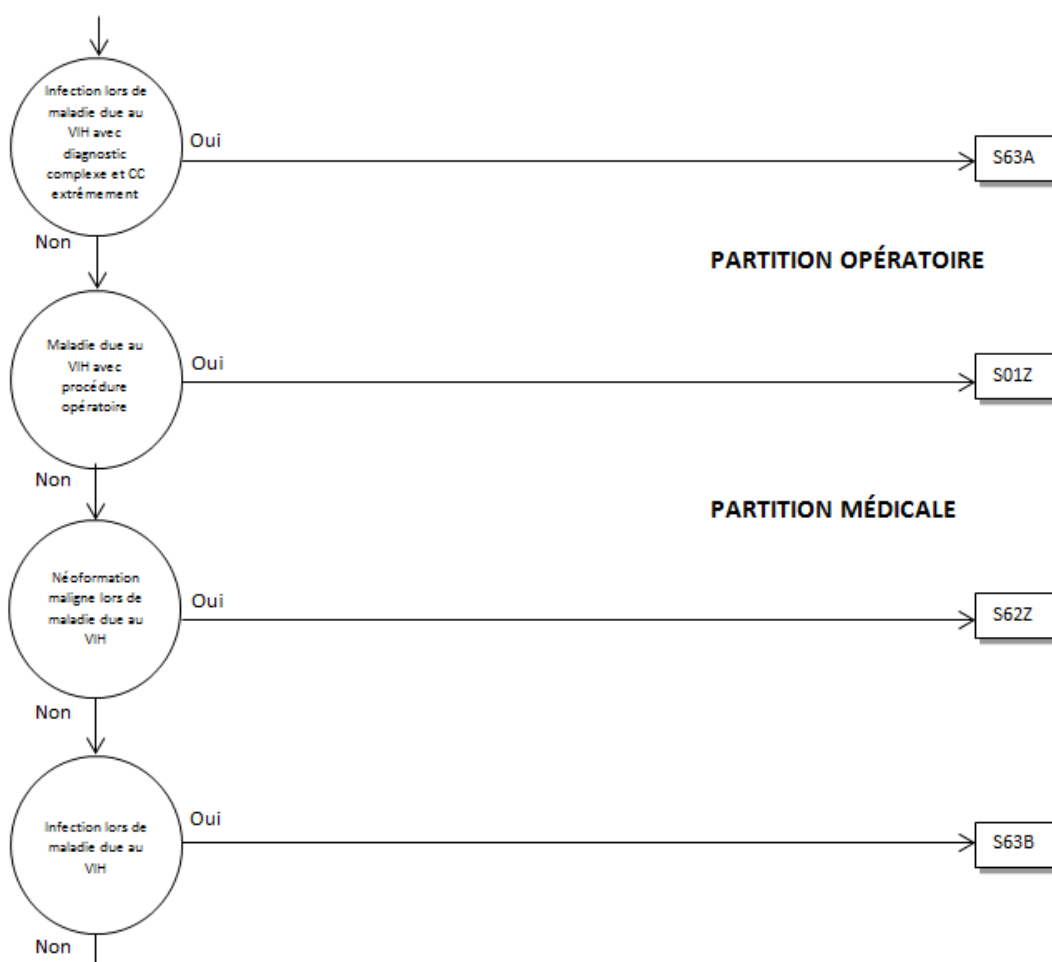 Infection lors de
maladie due au
VIH avec
diagnostic
complexe et CC
extrêmement
Oui
S63A
Non
PARTITION OPÉRATOIRE
Maladie due au
VIH avec
procédure
opératoire
Oui
S01Z
Non
PARTITION MÉDICALE
Néoformation
maligne lors de
maladie due au
VIH
Oui
S62Z
Non
Infection lors de
maladie due au
VIH
Oui
S63B
Non